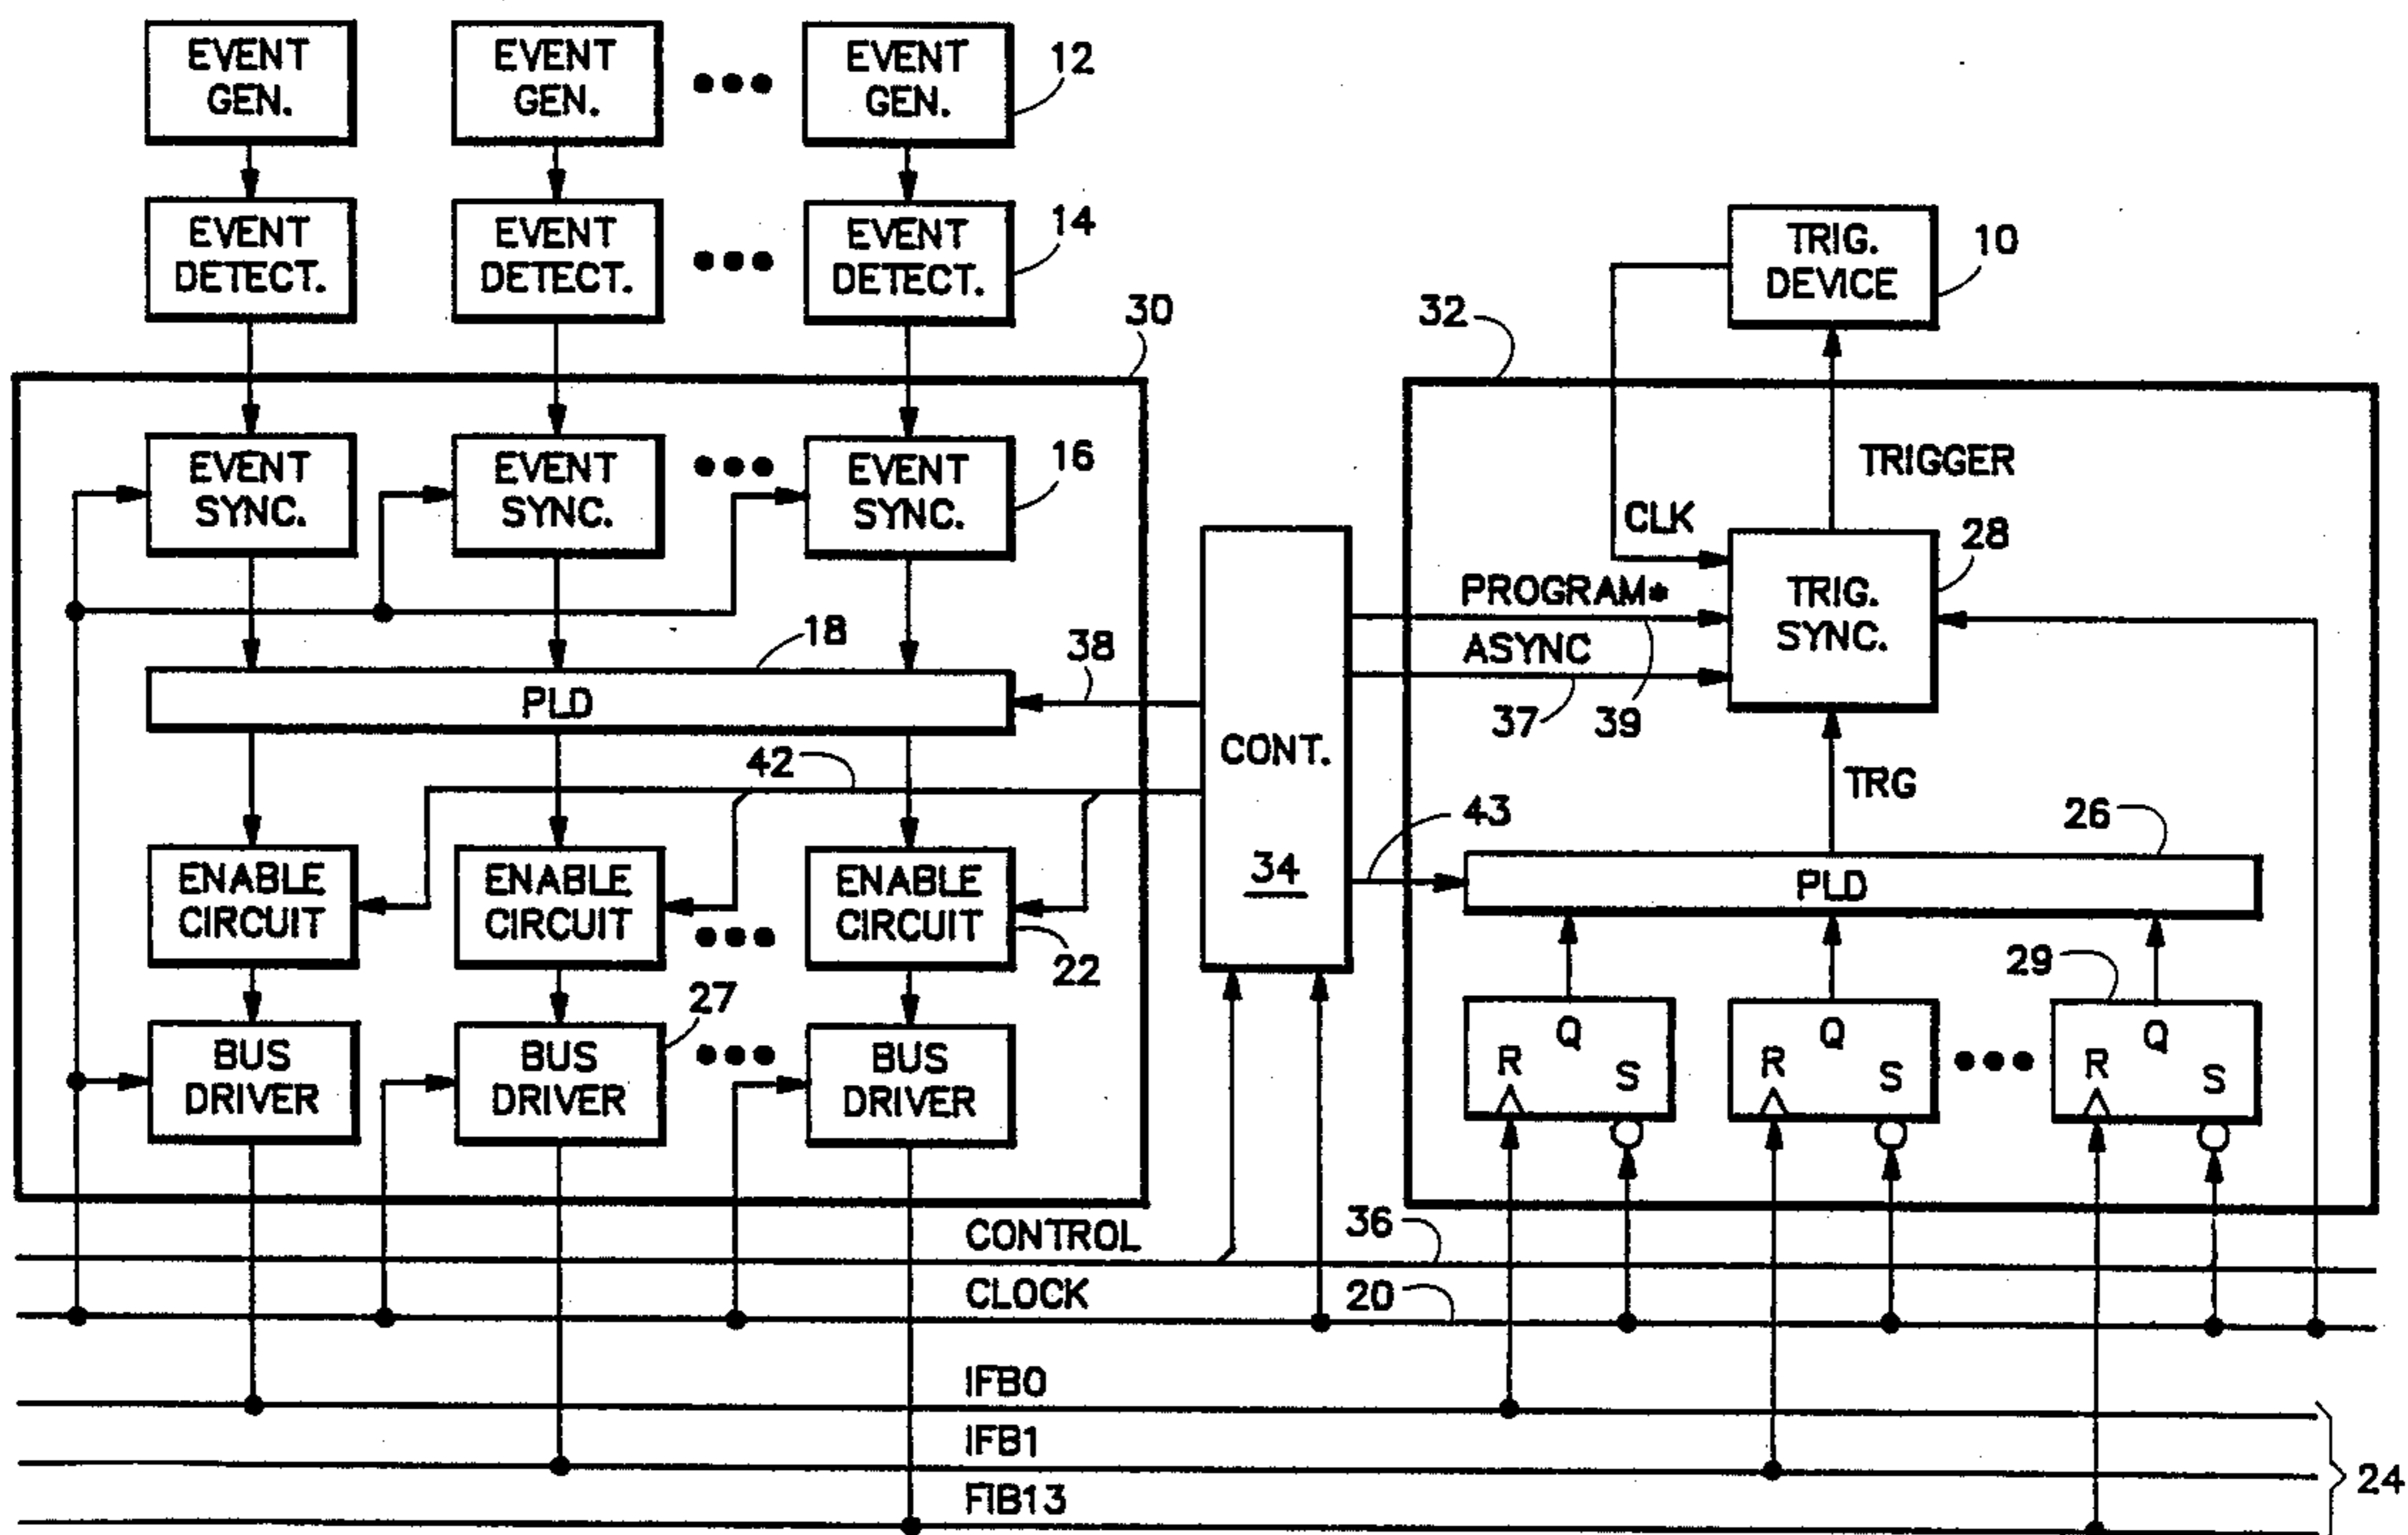 EVENT
GEN.
EVENT
GEN.
EVENT
GEN.
12
EVENT
DETECT.
EVENT
DETECT.
EVENT
DETECT.
14
TRIG.
DEVICE
10
30
32
EVENT
SYNC.
EVENT
SYNC.
EVENT
SYNC.
16
TRIGGER
CLK
28
PROGRAM*
TRIG.
SYNC.
ASYNC
18
38
PLD
37
39
42
CONT.
34
TRG
43
26
PLD
ENABLE
CIRCUIT
ENABLE
CIRCUIT
ENABLE
CIRCUIT
22
29
27
BUS
DRIVER
BUS
DRIVER
BUS
DRIVER
R
Q
S
R
Q
S
R
Q
S
CONTROL
36
CLOCK
20
IFB0
IFB1
FIB13
24